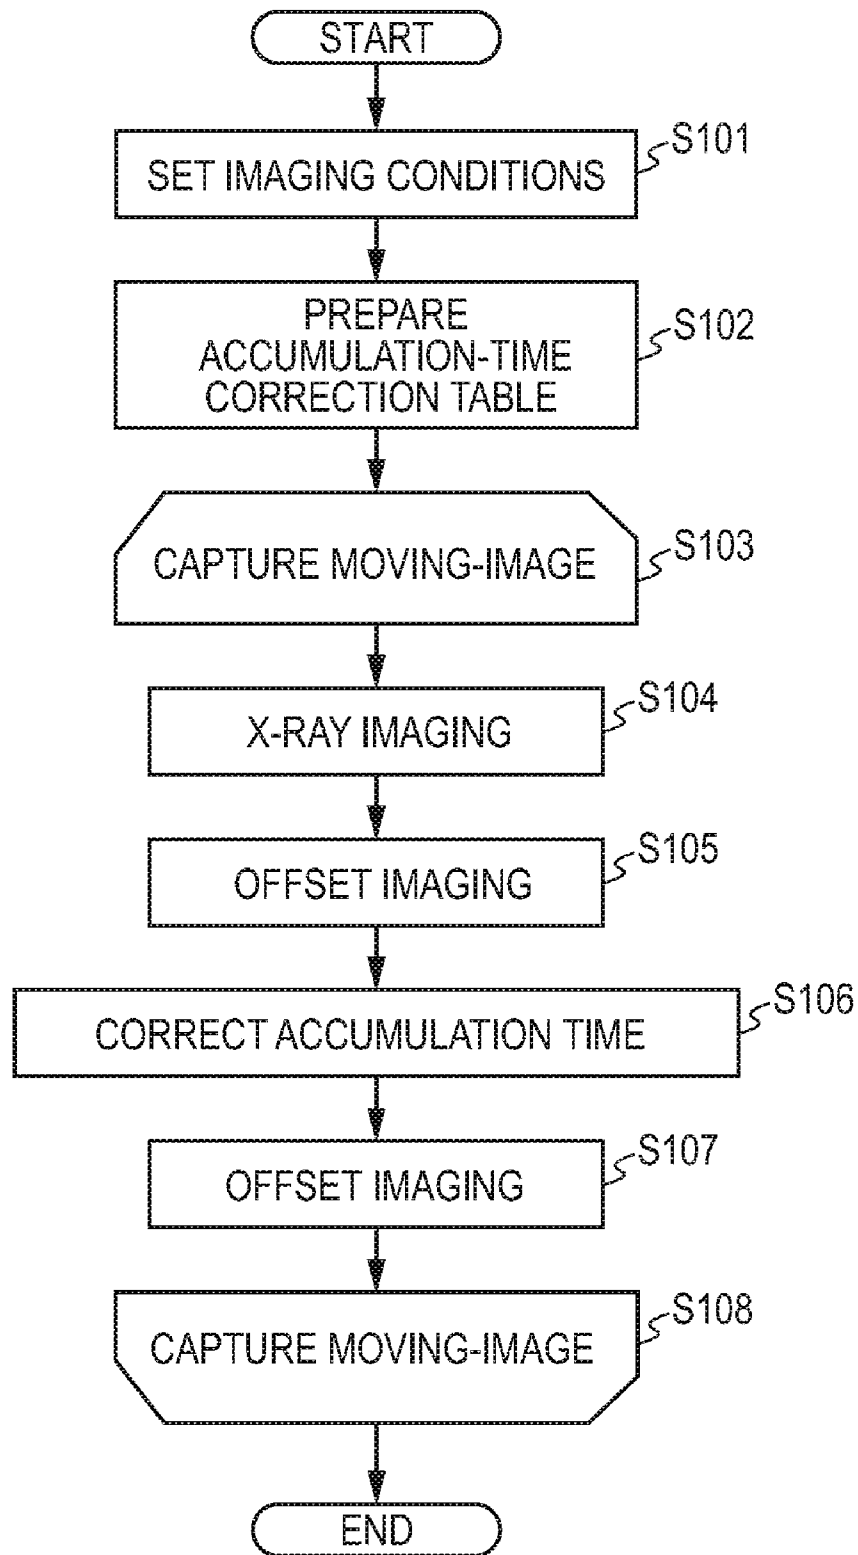 START
SET IMAGING CONDITIONS
S101
PREPARE
ACCUMULATION-TIME
CORRECTION TABLE
S102
CAPTURE MOVING-IMAGE
S103
X-RAY IMAGING
S104
OFFSET IMAGING
S105
CORRECT ACCUMULATION TIME
S106
OFFSET IMAGING
S107
CAPTURE MOVING-IMAGE
S108
END